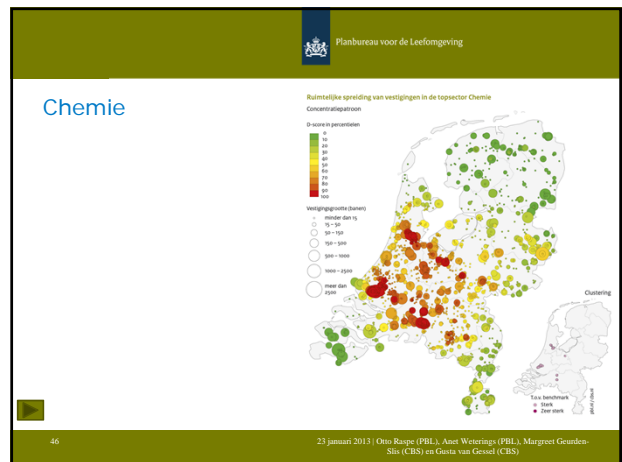 Planbureau voor de Leefomgeving
Chemie
Ruimtelijke spreiding van vestigingen in de topsector Chemie
Concentratiepatroon
D-score in percentielen
0
10
20
30
40
50
60
70
80
90
100
Vestigingsgrootte (banen)
minder dan 15
15 – 50
50 – 150
150 – 500
500 – 1000
1000 – 2500
meer dan
2500
Clustering
T.o.v. benchmark
Sterk
Zeer sterk
46
23 januari 2013 | Otto Raspe (PBL), Anet Weterings (PBL), Margreet Geurden-
Slis (CBS) en Gusta van Gessel (CBS)